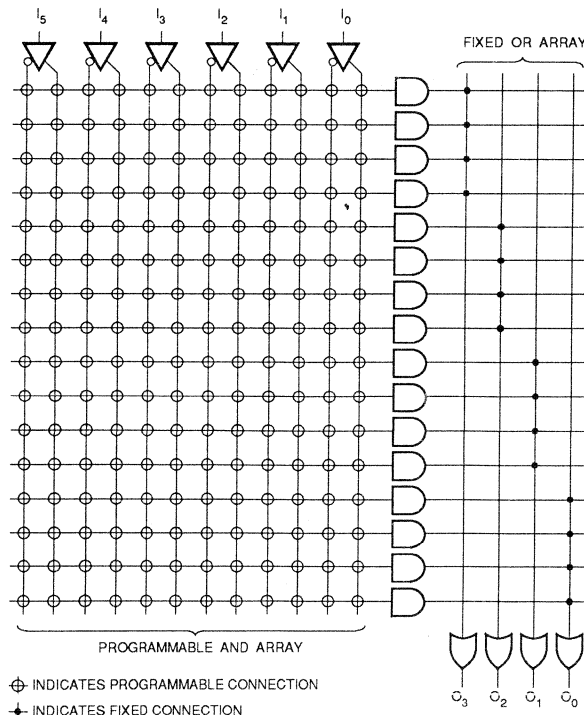 I5 I4 I3 I2 I1 I0
FIXED OR ARRAY
PROGRAMMABLE AND ARRAY
INDICATES PROGRAMMABLE CONNECTION
INDICATES FIXED CONNECTION
O3 O2 O1 O0